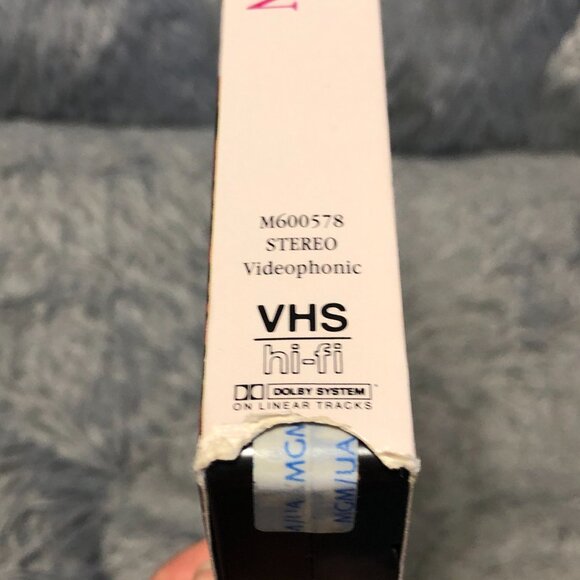 M600578
STEREO
Videophonic
VHS
hi-fi
DOLBY SYSTEM
ON LINEAR TRACKS
MGM
MGM/UA
M/UA